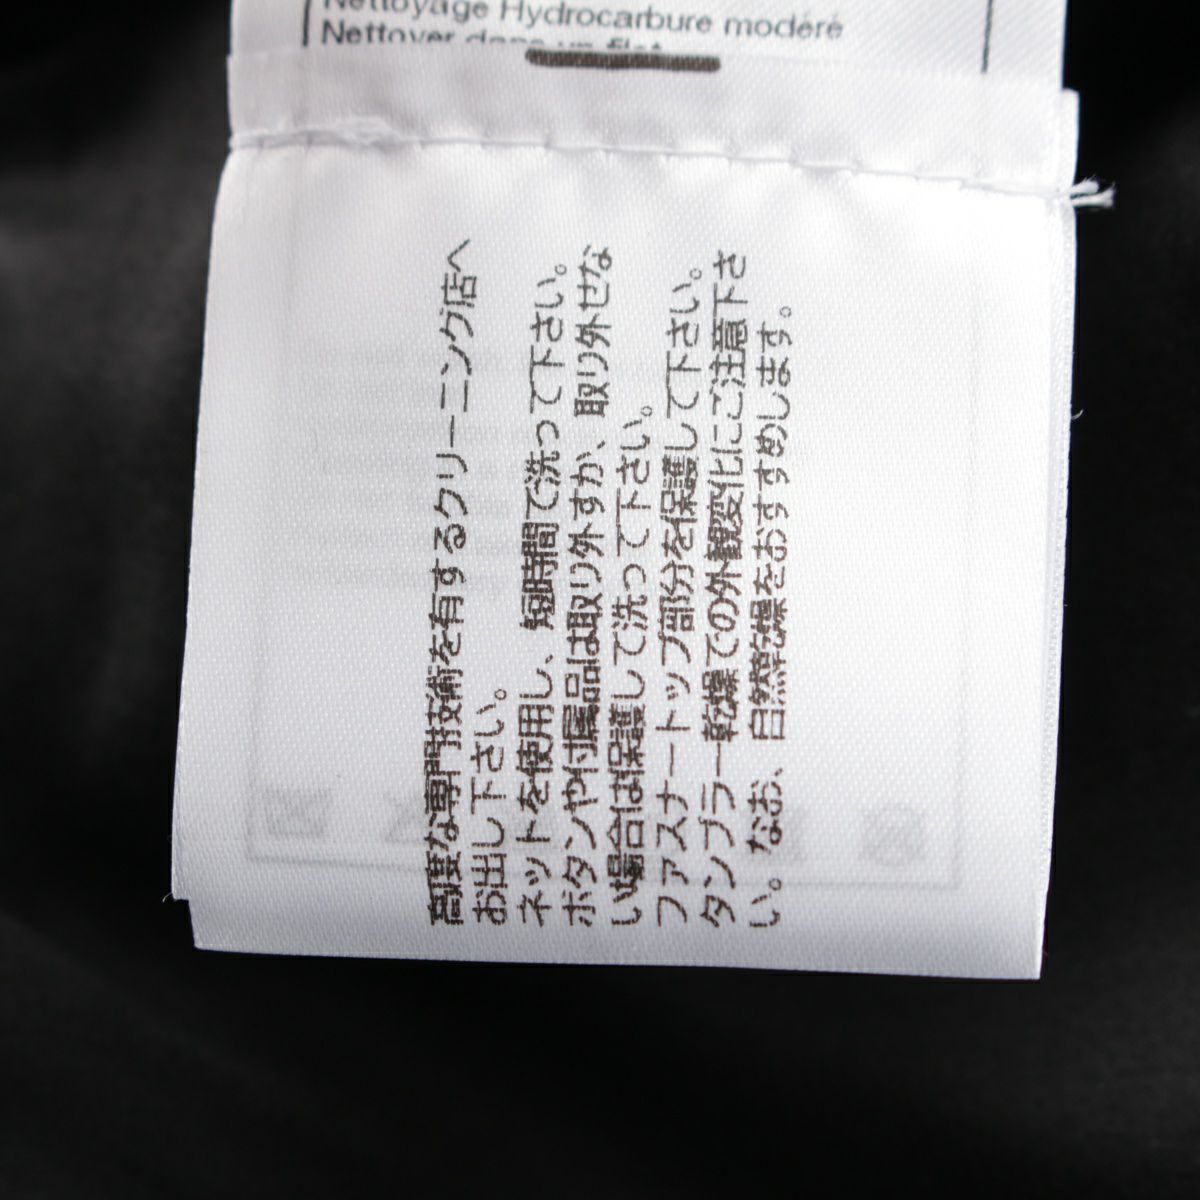 Nettoyage Hydrocarbure modéré
Nettoyer dans un filet
高度な専門技術を有するクリーニング店へ
お出し下さい。
ネットを使用し、短時間で洗って下さい。
ボタンや付属品は取り外すか、取り外せな
い場合は保護して洗って下さい。
ファスナートップ部分を保護して下さい。
タンブラー乾燥での外観変化にご注意下さ
い。なお、自然乾燥をおすすめします。